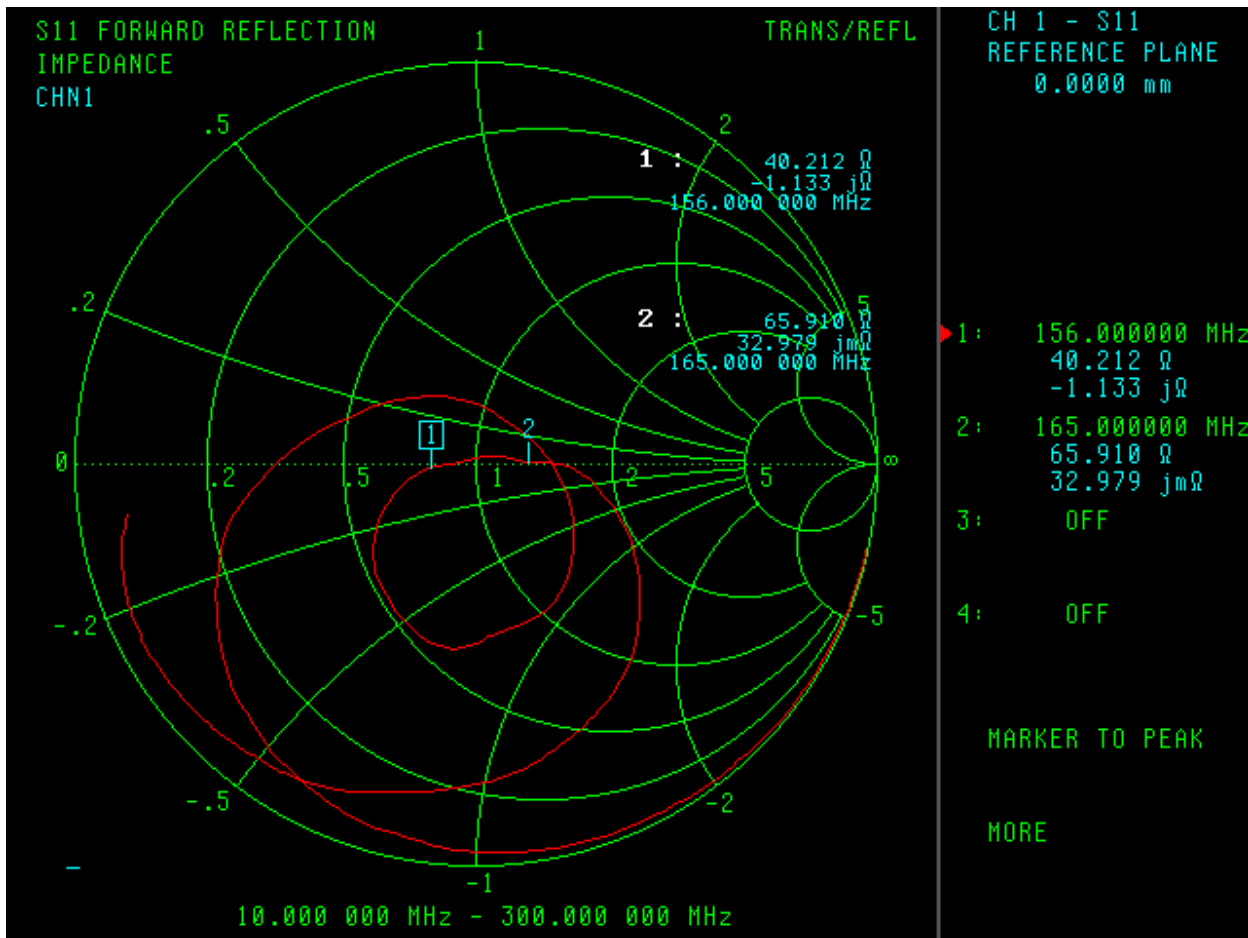 S11 FORWARD REFLECTION
TRANS/REFL
IMPEDANCE
CHN1
1
.5
2
1 :
40.212 Ω
-1.133 jΩ
156.000 000 MHz
.2
5
2 :
65.910 Ω
32.979 jmΩ
165.000 000 MHz
1
2
0
.2
.5
1
2
5
∞
-.2
-5
-.5
-2
-1
10.000 000 MHz - 300.000 000 MHz
CH 1 - S11
REFERENCE PLANE
0.0000 mm
1: 156.000000 MHz
40.212 Ω
-1.133 jΩ
2: 165.000000 MHz
65.910 Ω
32.979 jmΩ
3: OFF
4: OFF
MARKER TO PEAK
MORE